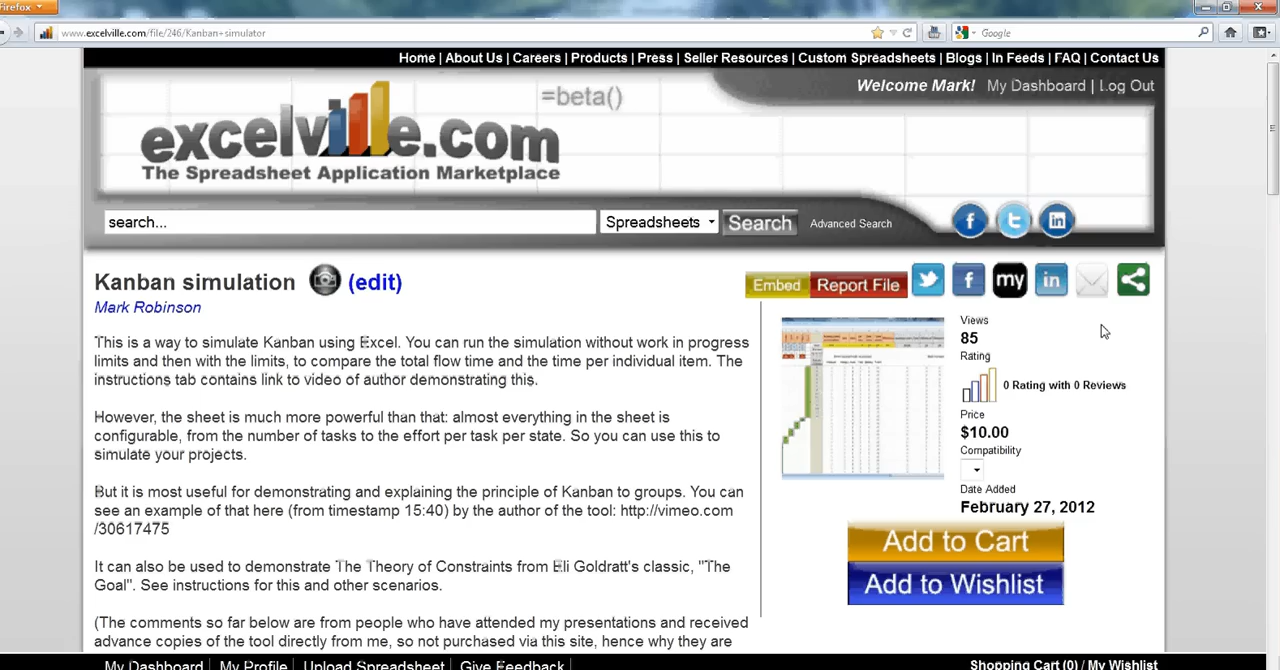 Firefox
www.excelville.com/file/246/Kanban+simulator
Google
Home | About Us | Careers | Products | Press | Seller Resources | Custom Spreadsheets | Blogs | In Feeds | FAQ | Contact Us
Welcome Mark! My Dashboard | Log Out
=beta()
excelville.com
The Spreadsheet Application Marketplace
search...
Spreadsheets
Search
Advanced Search
Kanban simulation (edit)
Mark Robinson
Embed
Report File
my
in
This is a way to simulate Kanban using Excel. You can run the simulation without work in progress
limits and then with the limits, to compare the total flow time and the time per individual item. The
instructions tab contains link to video of author demonstrating this.
However, the sheet is much more powerful than that: almost everything in the sheet is
configurable, from the number of tasks to the effort per task per state. So you can use this to
simulate your projects.
But it is most useful for demonstrating and explaining the principle of Kanban to groups. You can
see an example of that here (from timestamp 15:40) by the author of the tool: http://vimeo.com
/30617475
It can also be used to demonstrate The Theory of Constraints from Eli Goldratt's classic, "The
Goal". See instructions for this and other scenarios.
(The comments so far below are from people who have attended my presentations and received
advance copies of the tool directly from me, so not purchased via this site, hence why they are
Views
85
Rating
0 Rating with 0 Reviews
Price
$10.00
Compatibility
Date Added
February 27, 2012
Add to Cart
Add to Wishlist
My Dashboard | My Profile | Upload Spreadsheet | Give Feedback |
Shopping Cart (0) / My Wishlist